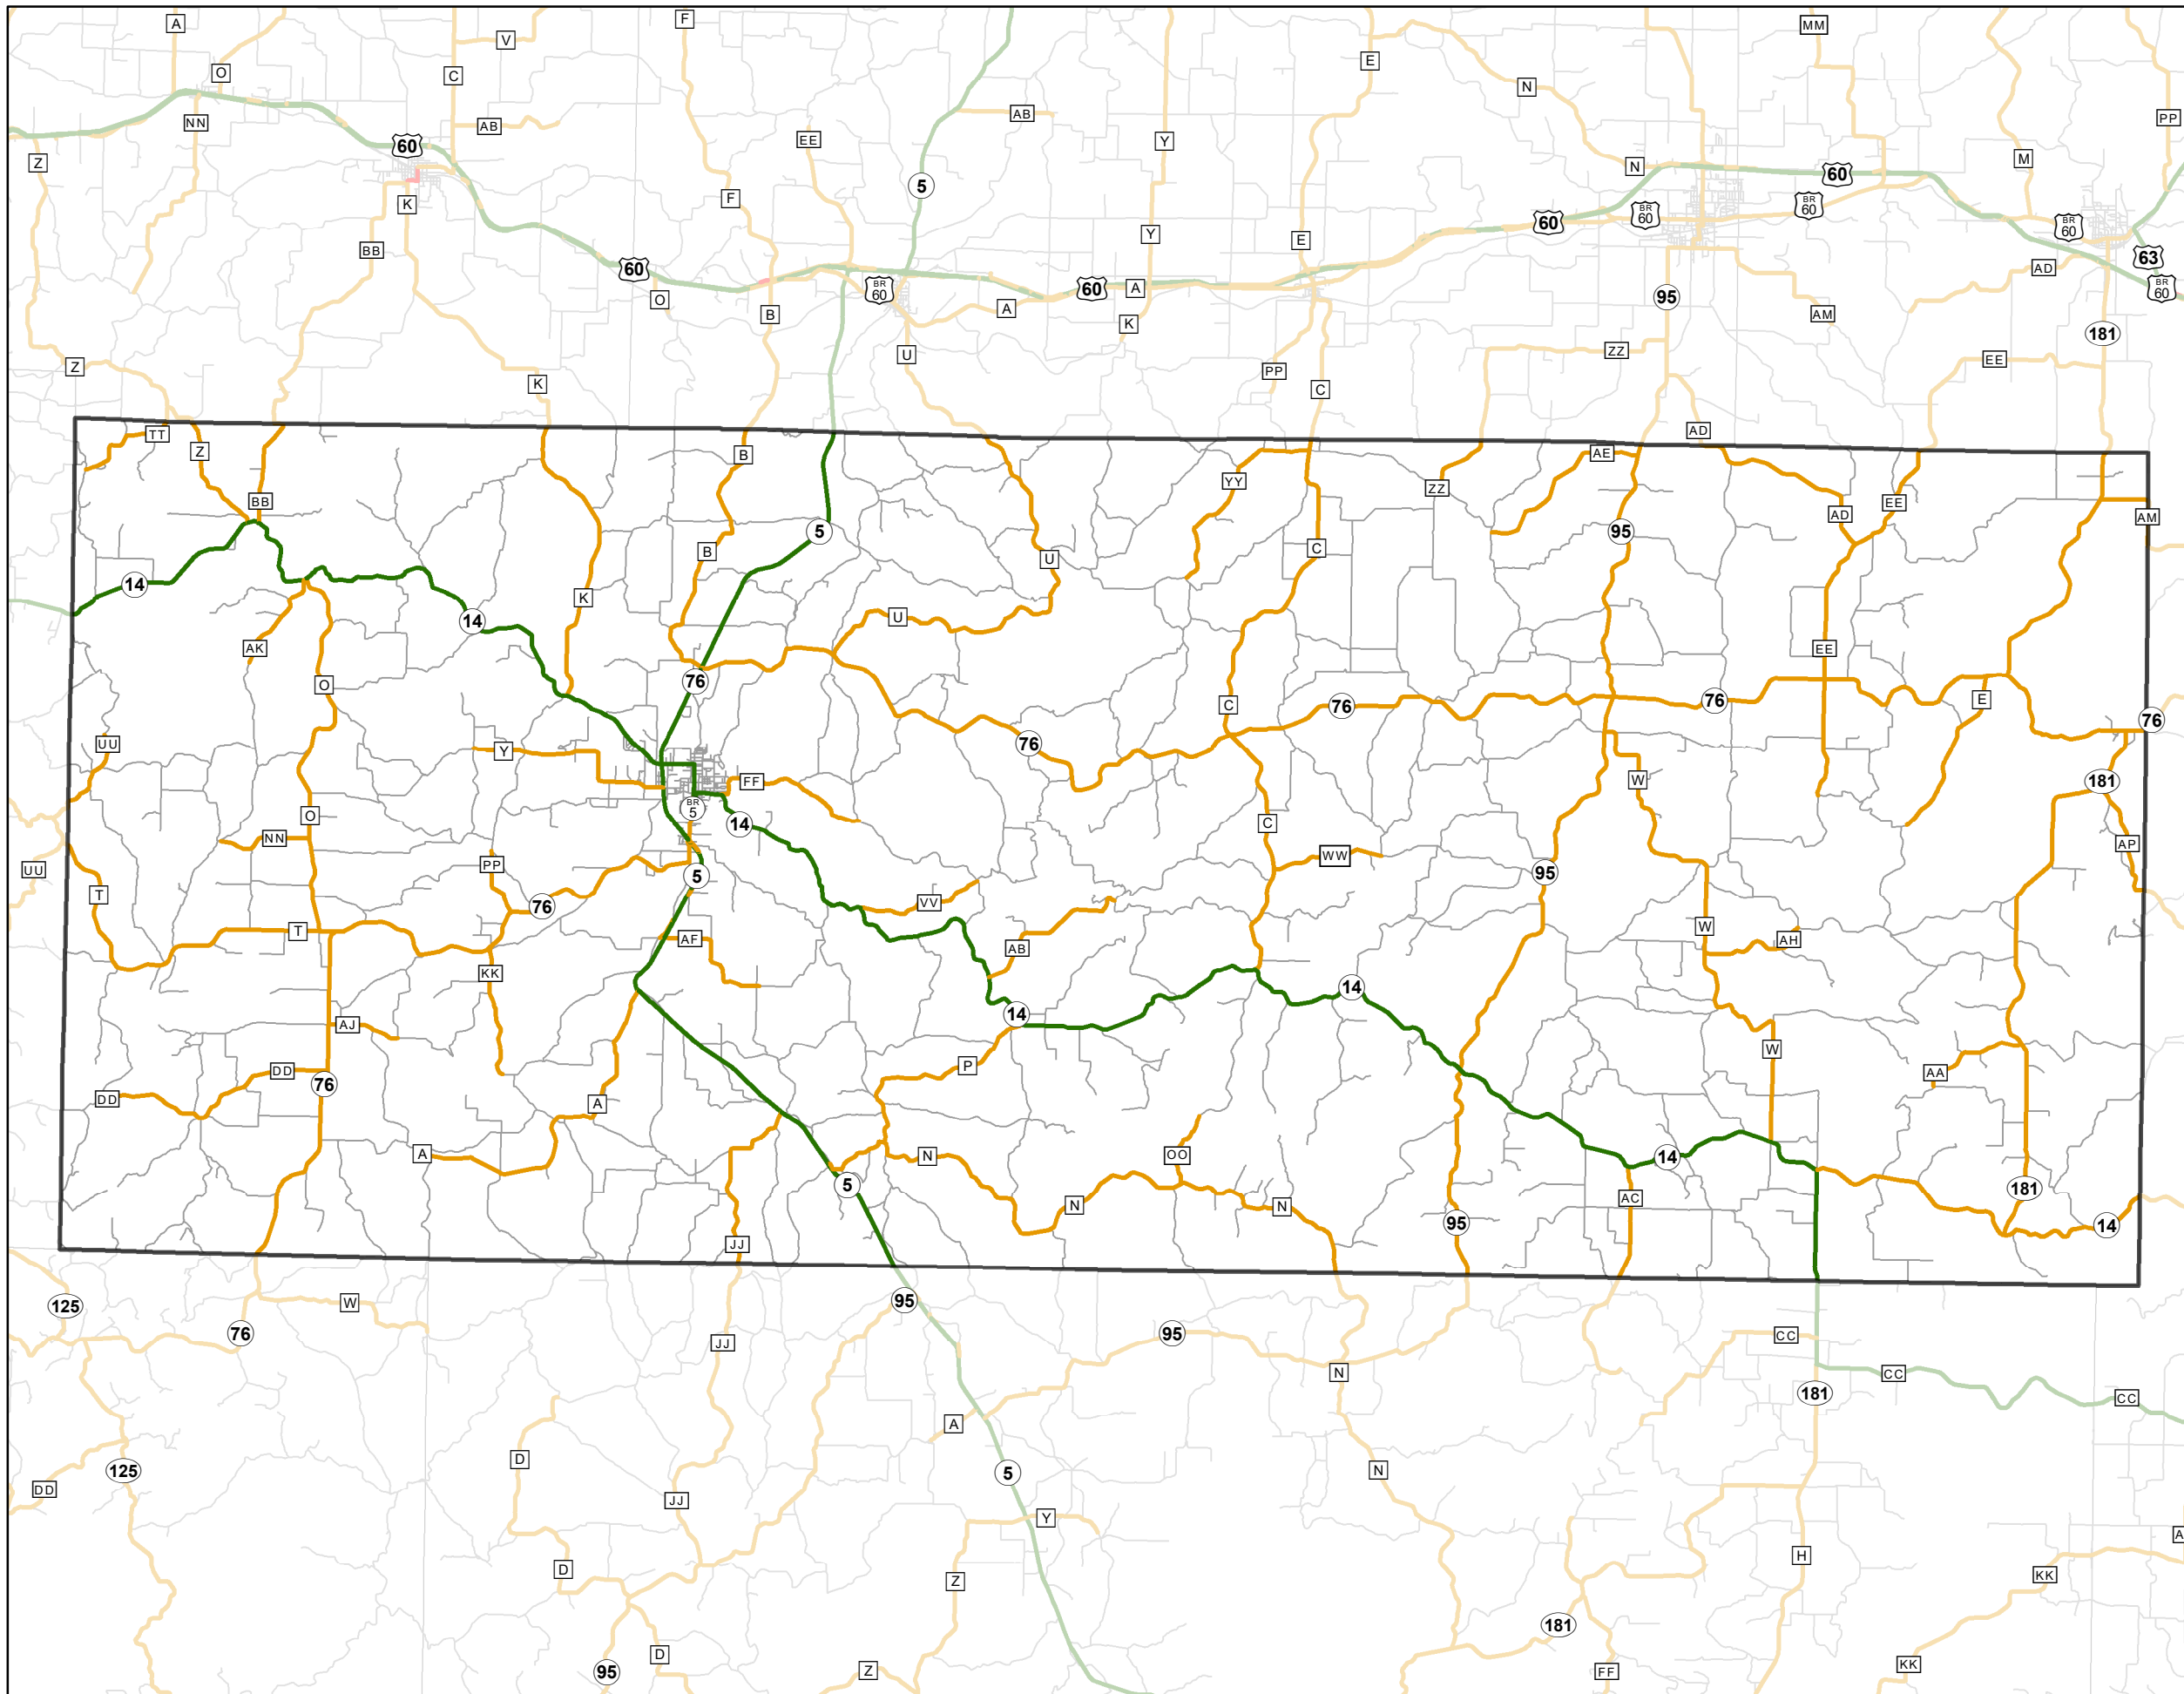 A
F
V
O
C
E
MM
N
NN
AB
AB
PP
EE
60
Y
Z
M
F
N
60
5
K
BR 60
BR 60
60
BR 60
Y
E
BB
63
60
AD
O
BR 60
60
A
BR 60
95
B
A
AM
K
181
U
ZZ
EE
Z
PP
K
C
AD
TT
Z
B
AE
YY
ZZ
BB
EE
AD
AM
5
95
C
B
U
14
K
U
14
AK
EE
O
76
E
76
C
76
76
UU
76
Y
W
FF
181
BR 5
O
C
14
NN
AP
WW
PP
UU
5
95
T
VV
76
W
T
AF
AH
AB
KK
14
14
AJ
W
P
DD
AA
76
DD
A
A
N
OO
14
5
181
AC
N
N
95
14
JJ
95
W
125
76
95
CC
JJ
N
CC
181
CC
A
D
125
N
5
DD
JJ
Y
A
H
D
KK
Z
181
D
KK
Z
FF
95